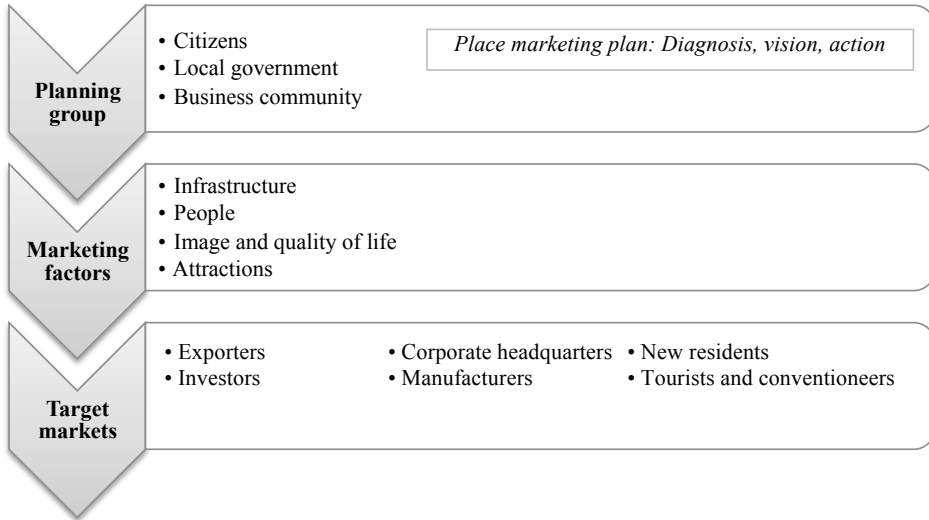 Planning
group
• Citizens
• Local government
• Business community
Place marketing plan: Diagnosis, vision, action
Marketing
factors
• Infrastructure
• People
• Image and quality of life
• Attractions
Target
markets
• Exporters
• Investors
• Corporate headquarters
• Manufacturers
• New residents
• Tourists and conventioneers